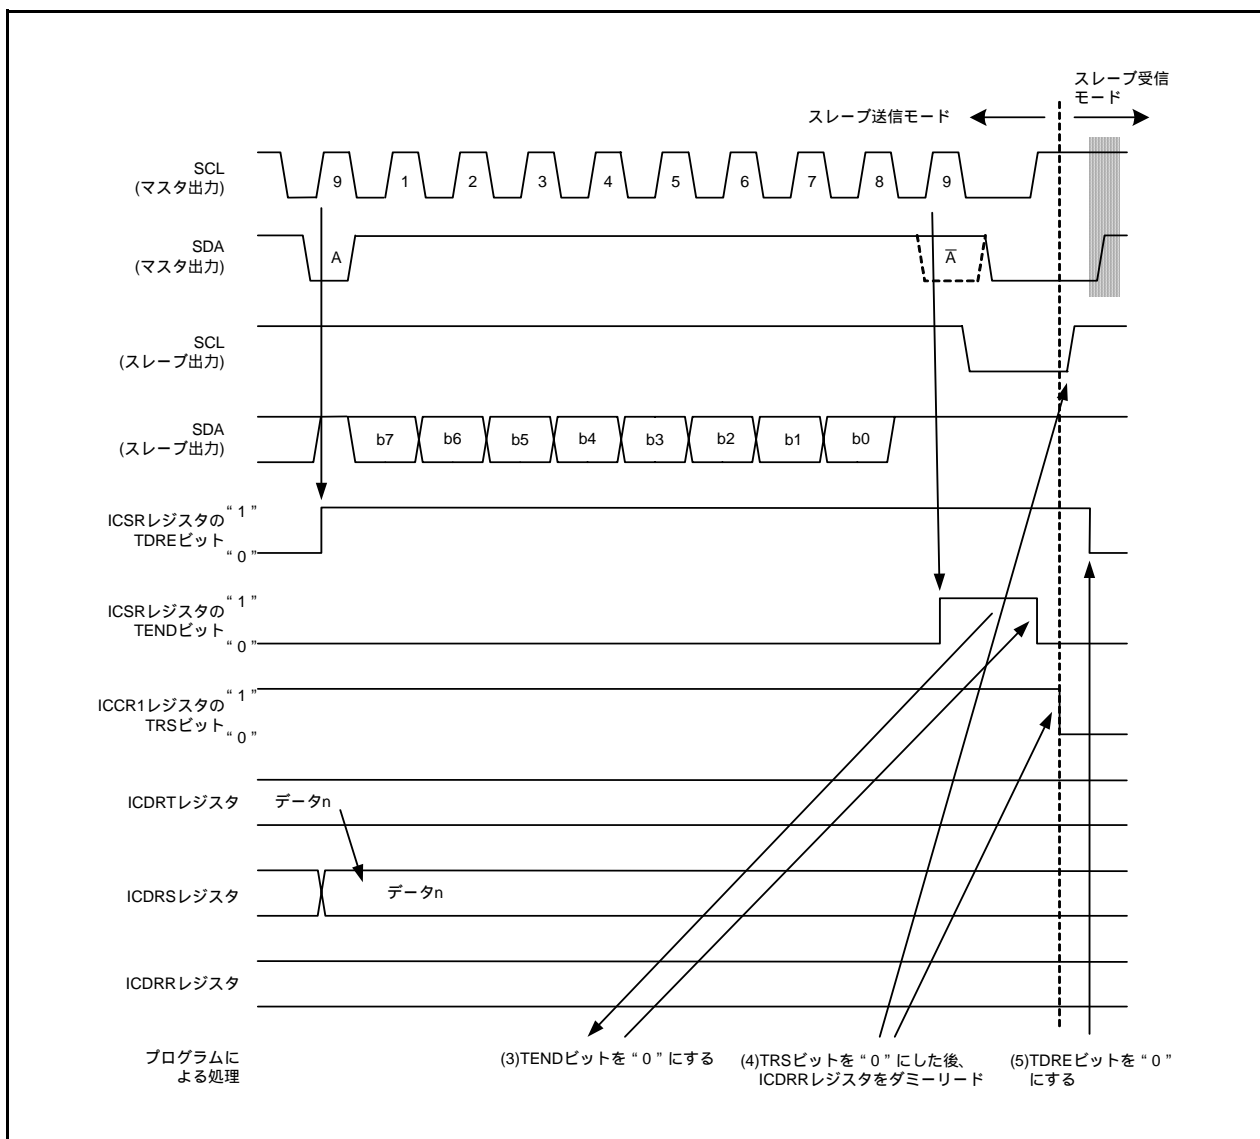 スレーブ受信
モード
スレーブ送信モード
SCL
(マスタ出力)
9 1 2 3 4 5 6 7 8 9
SDA
(マスタ出力)
A A̅
SCL
(スレーブ出力)
SDA
(スレーブ出力)
b7 b6 b5 b4 b3 b2 b1 b0
ICSRレジスタの
TDREビット
“ 1 ”
“ 0 ”
ICSRレジスタの
TENDビット
“ 1 ”
“ 0 ”
ICCR1レジスタの
TRSビット
“ 1 ”
“ 0 ”
ICDRTレジスタ
データn
ICDRSレジスタ
データn
ICDRRレジスタ
プログラムに
よる処理
(3)TENDビットを “ 0 ” にする
(4)TRSビットを “ 0 ” にした後、
ICDRRレジスタをダミーリード
(5)TDREビットを “ 0 ”
にする